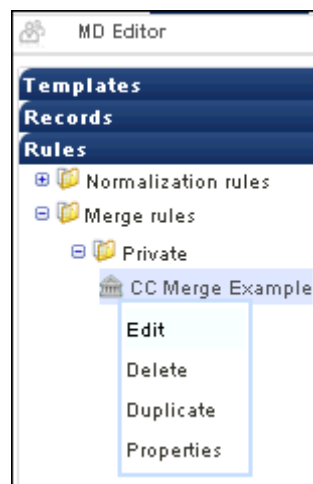 MD Editor
Templates
Records
Rules
Normalization rules
Merge rules
Private
CC Merge Example
Edit
Delete
Duplicate
Properties